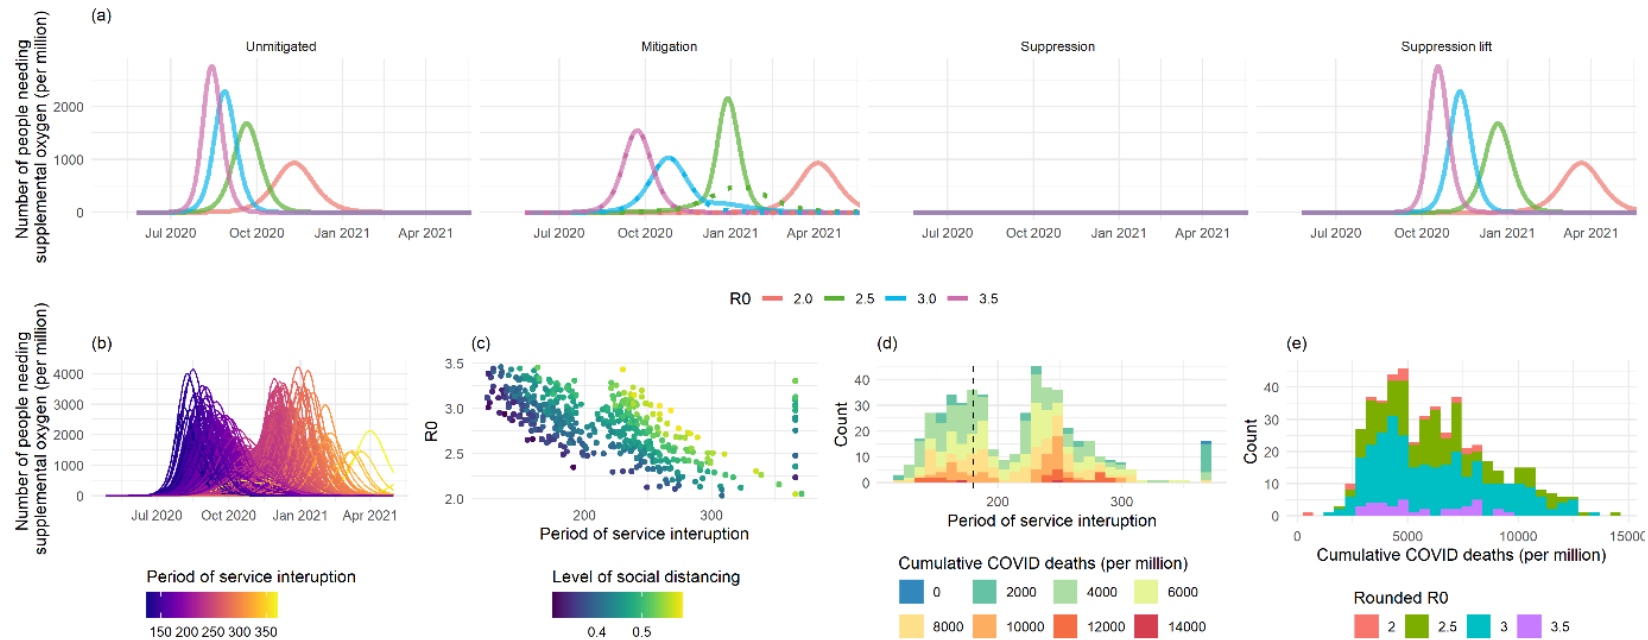 (a)
Unmitigated
Mitigation
Suppression
Suppression lift
Number of people needing
supplemental oxygen (per million)
2000
1000
0
Jul 2020 Oct 2020 Jan 2021 Apr 2021
Jul 2020 Oct 2020 Jan 2021 Apr 2021
Jul 2020 Oct 2020 Jan 2021 Apr 2021
Jul 2020 Oct 2020 Jan 2021 Apr 2021
R0 2.0 2.5 3.0 3.5
(b)
Number of people needing
supplemental oxygen (per million)
4000
3000
2000
1000
0
Jul 2020 Oct 2020 Jan 2021 Apr 2021
Period of service interuption
150 200 250 300 350
(c)
R0
3.5
3.0
2.5
2.0
200 300
Period of service interuption
Level of social distancing
0.4 0.5
(d)
Count
40
30
20
10
0
200 300
Period of service interuption
Cumulative COVID deaths (per million)
0 2000 4000 6000
8000 10000 12000 14000
(e)
Count
40
30
20
10
0
0 5000 10000 15000
Cumulative COVID deaths (per million)
Rounded R0
2 2.5 3 3.5